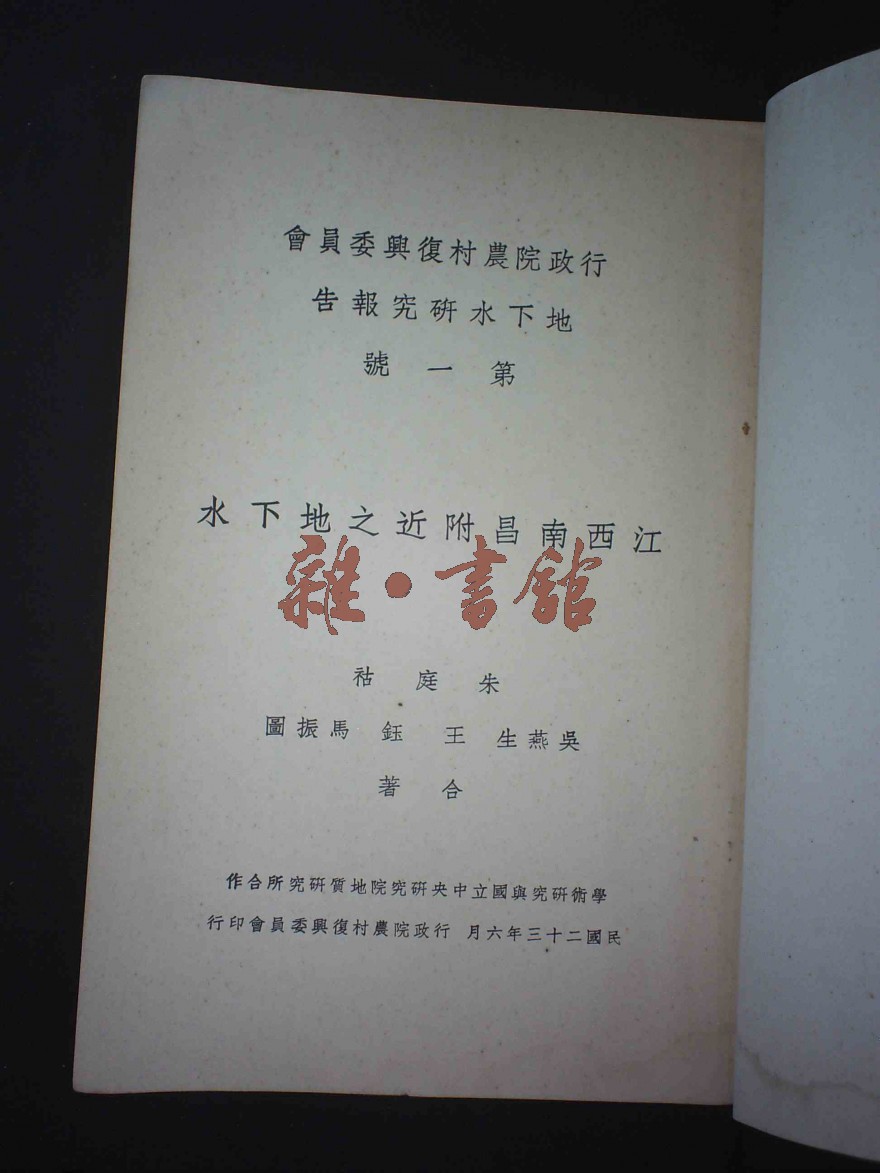 行政院農村復興委員會
地下水研究報告
第一號
江西南昌附近之地下水
雜·書館
朱庭祜
吳燕生 王鈺 馬振圖
合著
學術研究與國立中央研究院地質研究所合作
民國二十三年六月 行政院農村復興委員會印行